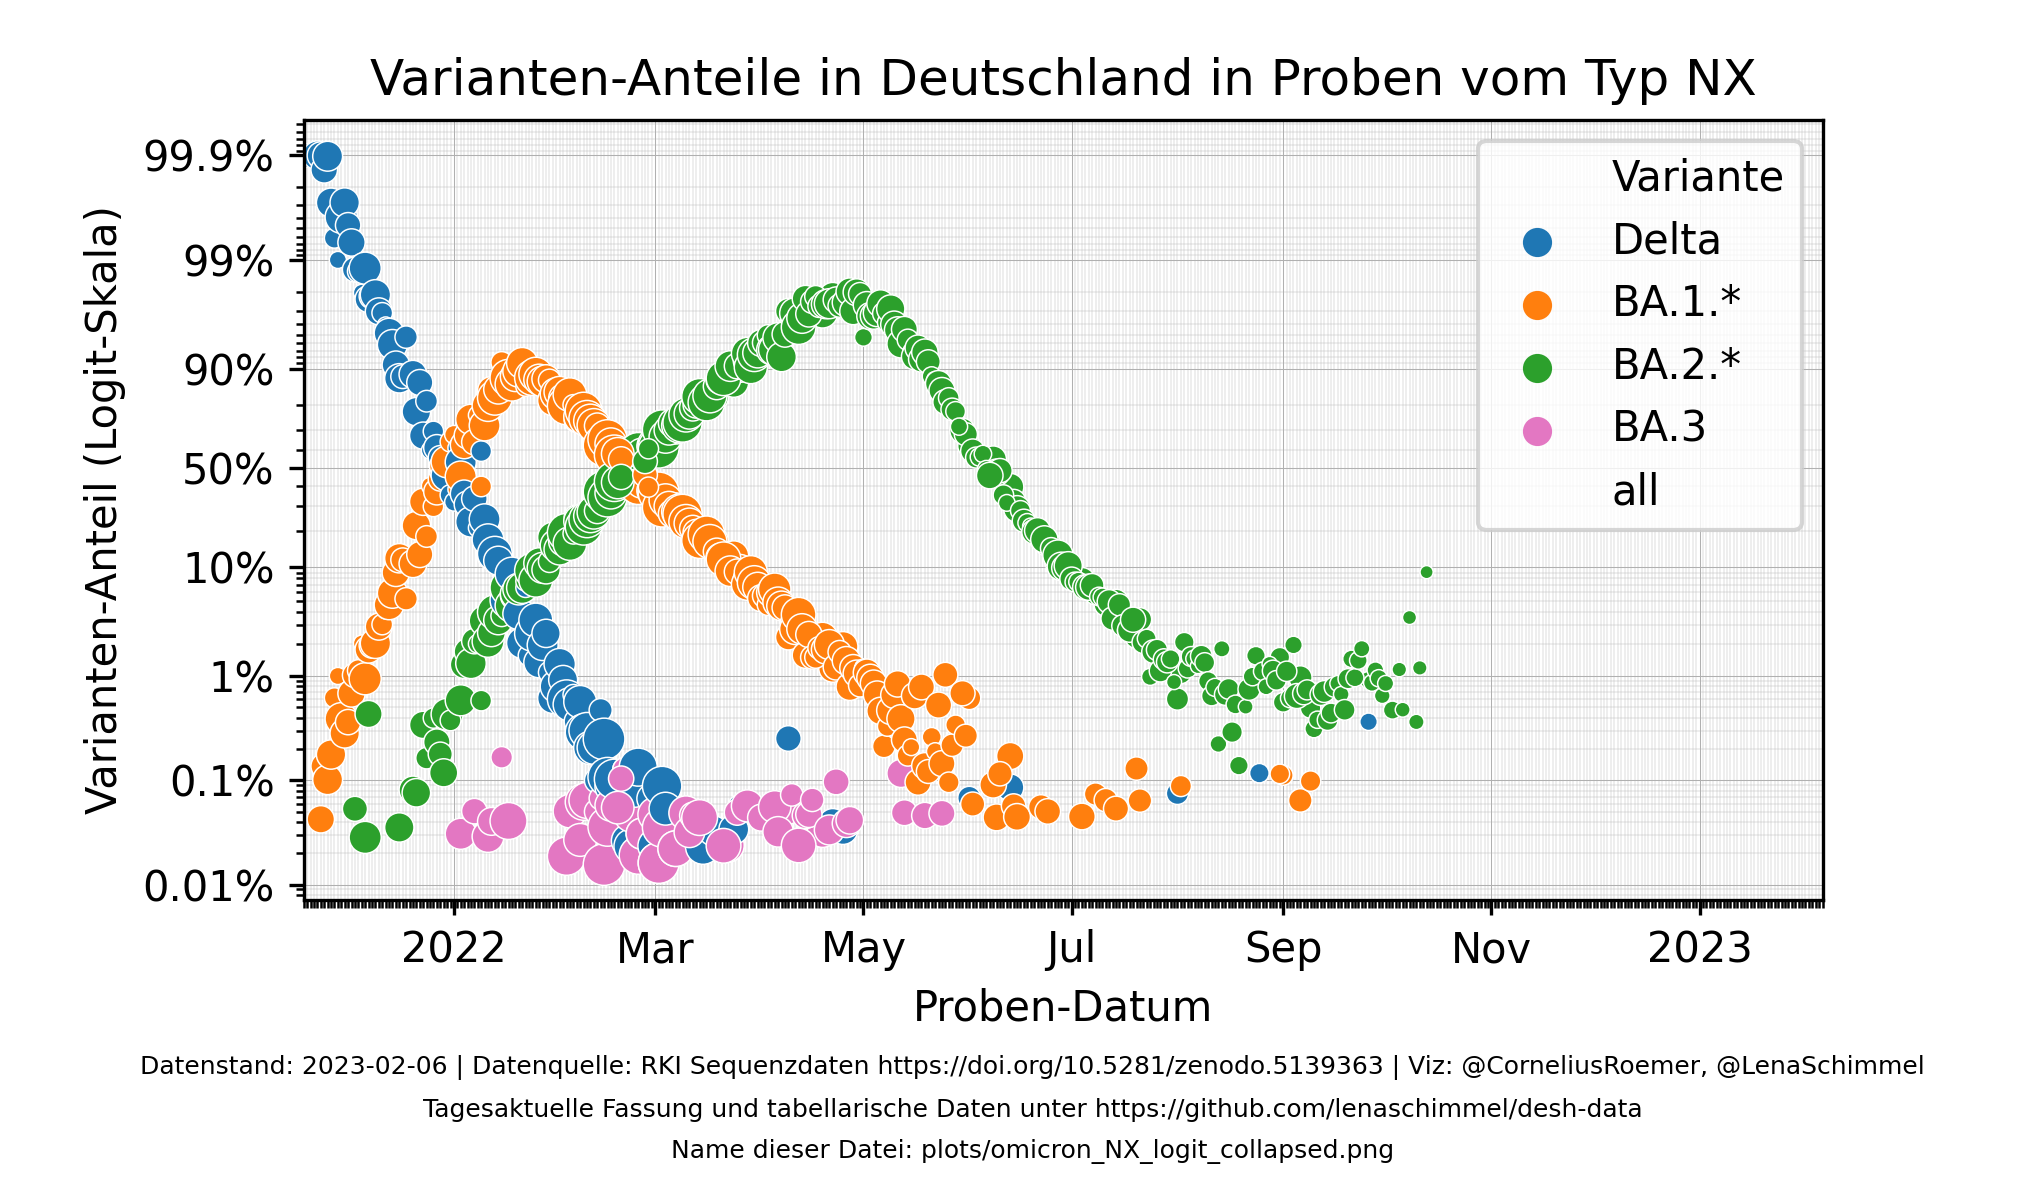 Varianten-Anteile in Deutschland in Proben vom Typ NX
99.9%
99%
90%
50%
10%
1%
0.1%
0.01%
Varianten-Anteil (Logit-Skala)
Variante
Delta
BA.1.*
BA.2.*
BA.3
all
2022
Mar
May
Jul
Sep
Nov
2023
Proben-Datum
Datenstand: 2023-02-06 | Datenquelle: RKI Sequenzdaten https://doi.org/10.5281/zenodo.5139363 | Viz: @CorneliusRoemer, @LenaSchimmel
Tagesaktuelle Fassung und tabellarische Daten unter https://github.com/lenaschimmel/desh-data
Name dieser Datei: plots/omicron_NX_logit_collapsed.png